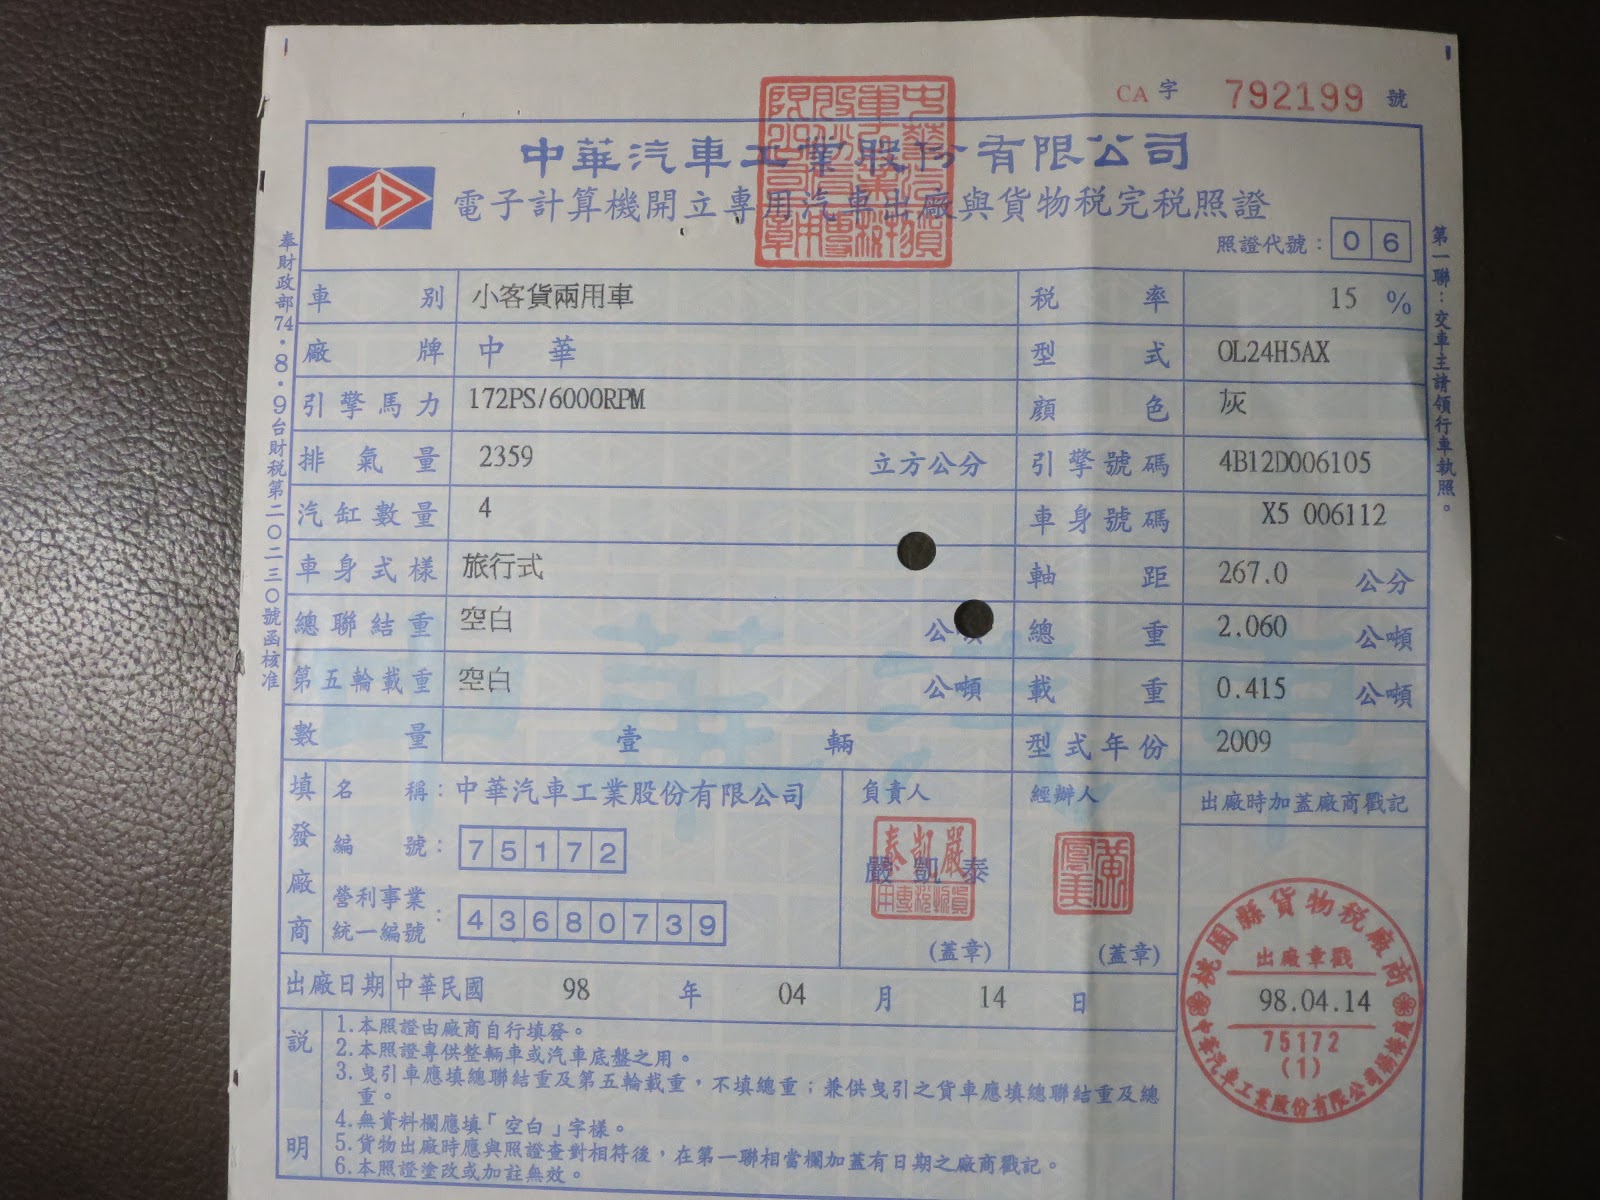 CA字 792199 號
中華汽車工業股份有限公司
電子計算機開立專用汽車出廠與貨物稅完稅照證
照證代號：06
奉財政部74.8.9台財稅第二○二三○號函核准
第一聯：交車主請領行車執照。
車別 小客貨兩用車 稅率 15 %
廠牌 中華 型式 OL24H5AX
引擎馬力 172PS/6000RPM 顏色 灰
排氣量 2359 立方公分 引擎號碼 4B12D006105
汽缸數量 4 車身號碼 X5 006112
車身式樣 旅行式 軸距 267.0 公分
總聯結重 空白 公噸 總重 2.060 公噸
第五輪載重 空白 公噸 載重 0.415 公噸
數量 壹輛 型式年份 2009
填發廠商 名稱：中華汽車工業股份有限公司 負責人 經辦人 出廠時加蓋廠商戳記
編號：75172
嚴凱泰
營利事業統一編號：43680739
(蓋章) (蓋章)
桃園縣貨物稅廠商
出廠章戳
98.04.14
75172
(1)
出廠日期 中華民國 98 年 04 月 14 日
說明
1.本照證由廠商自行填發。
2.本照證專供整輛車或汽車底盤之用。
3.曳引車應填總聯結重及第五輪載重，不填總重；兼供曳引之貨車應填總聯結重及總
重。
4.無資料欄應填「空白」字樣。
5.貨物出廠時應與照證查對相符後，在第一聯相當欄加蓋有日期之廠商戳記。
6.本照證塗改或加註無效。